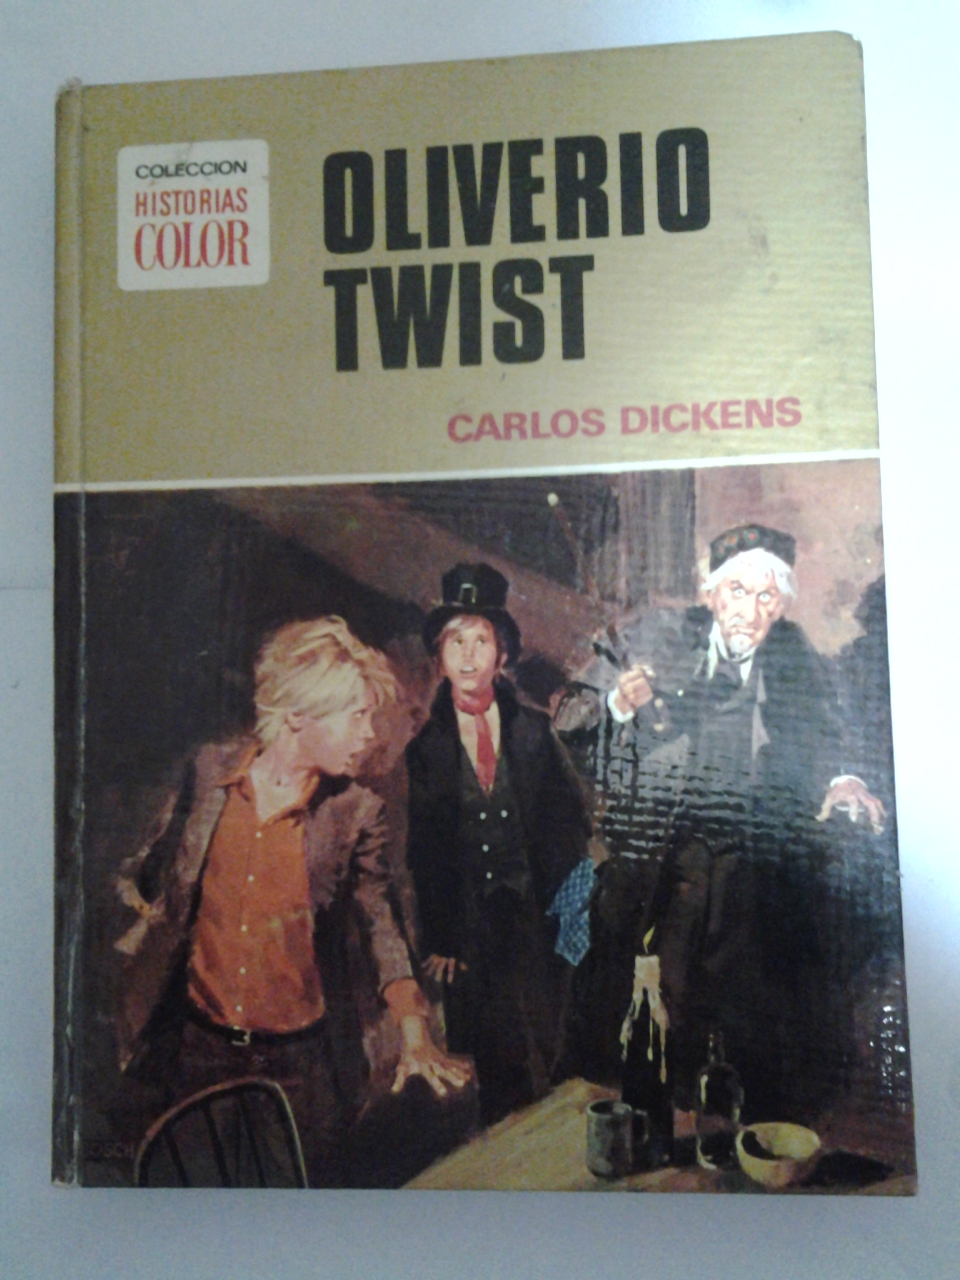 COLECCION
HISTORIAS
COLOR
OLIVERIO
TWIST
CARLOS DICKENS